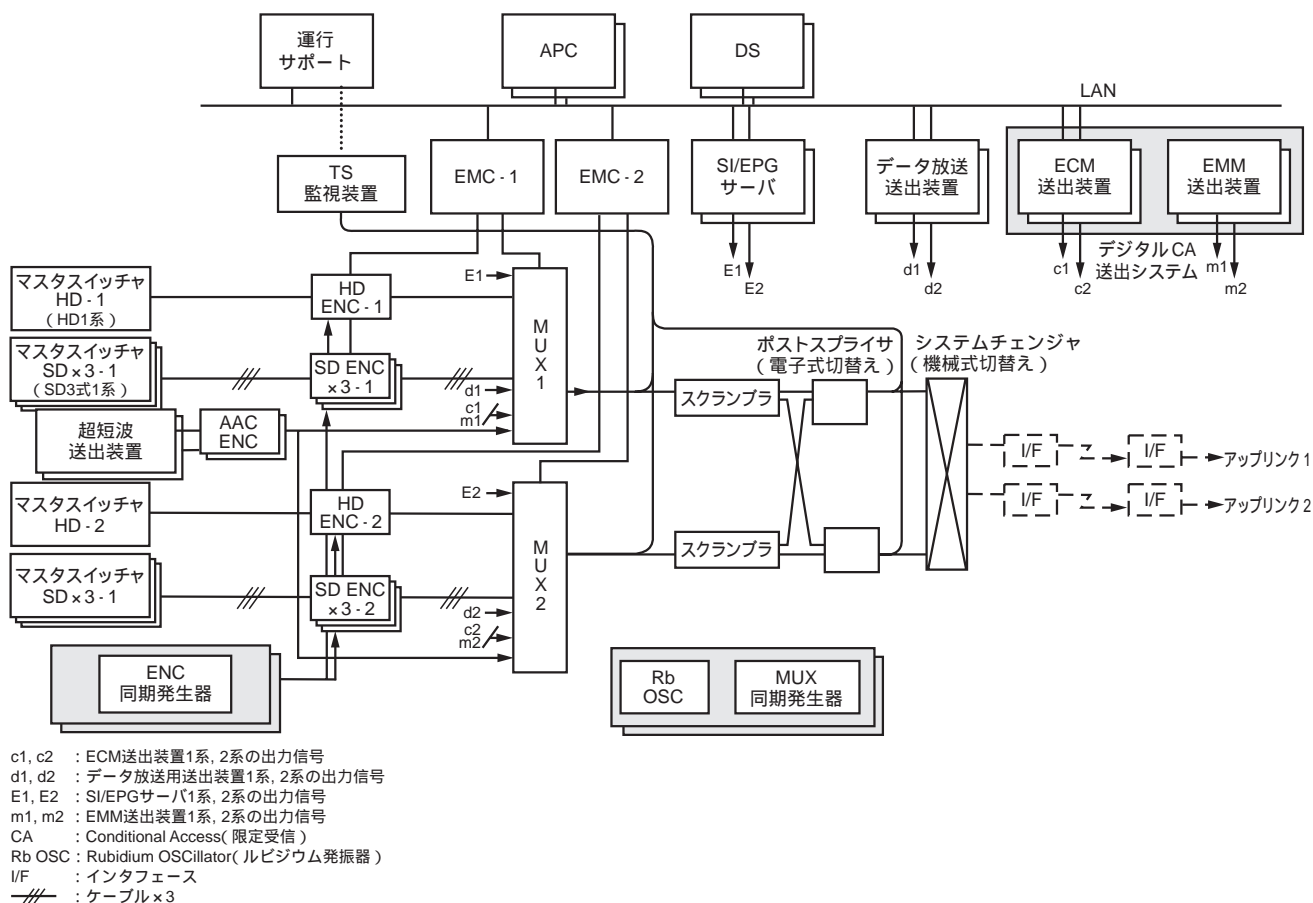 運行
サポート
APC
DS
LAN
TS
監視装置
EMC - 1
EMC - 2
SI/EPG
サーバ
データ放送
送出装置
ECM
送出装置
EMM
送出装置
デジタル CA
送出システム
E1
E2
d1
d2
c1
c2
m1
m2
マスタスイッチャ
HD - 1
(HD1系)
HD
ENC - 1
E1
MUX1
マスタスイッチャ
SD × 3 - 1
(SD3式1系)
SD ENC
× 3 - 1
d1
c1
m1
超短波
送出装置
AAC
ENC
ポストスプライサ
(電子式切替え)
システムチェンジャ
(機械式切替え)
スクランブラ
I/F
I/F
アップリンク 1
マスタスイッチャ
HD - 2
HD
ENC - 2
E2
MUX2
I/F
I/F
アップリンク 2
スクランブラ
マスタスイッチャ
SD × 3 - 1
SD ENC
× 3 - 2
d2
c2
m2
ENC
同期発生器
Rb
OSC
MUX
同期発生器
c1, c2 : ECM送出装置1系, 2系の出力信号
d1, d2 : データ放送用送出装置1系, 2系の出力信号
E1, E2 : SI/EPGサーバ1系, 2系の出力信号
m1, m2 : EMM送出装置1系, 2系の出力信号
CA : Conditional Access(限定受信)
Rb OSC : Rubidium OSCillator(ルビジウム発振器)
I/F : インタフェース
: ケーブル × 3